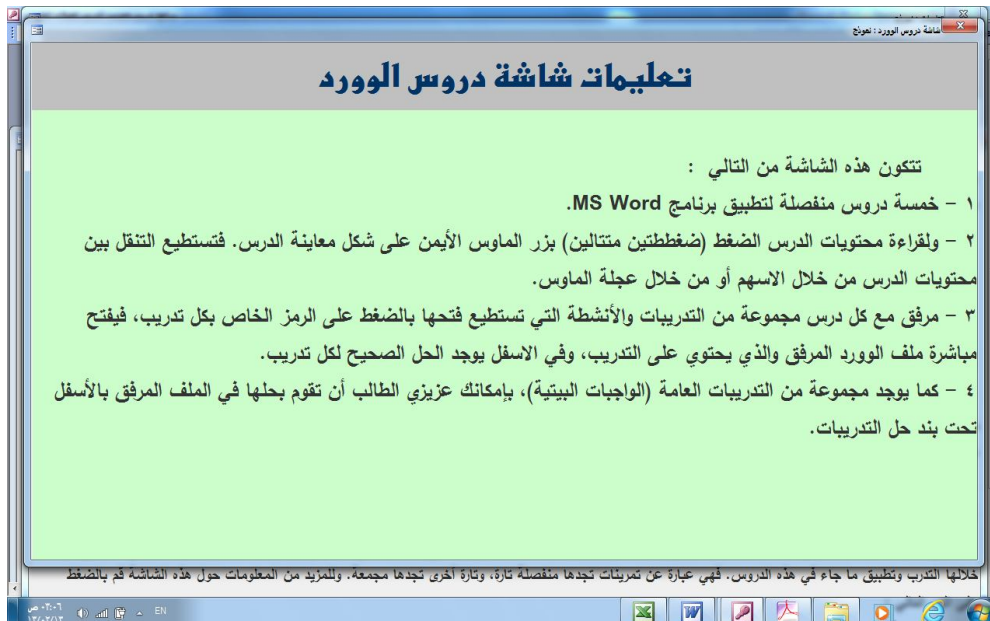 شاشة دروس الوورد : نموذج
تعليمات شاشة دروس الوورد
تتكون هذه الشاشة من التالي :
١ - خمسة دروس منفصلة لتطبيق برنامج MS Word.
٢ - ولقراءة محتويات الدرس الضغط (ضغططتين متتالين) بزر الماوس الأيمن على شكل معاينة الدرس. فتستطيع التنقل بين
محتويات الدرس من خلال الاسهم أو من خلال عجلة الماوس.
٣ - مرفق مع كل درس مجموعة من التدريبات والأنشطة التي تستطيع فتحها بالضغط على الرمز الخاص بكل تدريب، فيفتح
مباشرة ملف الوورد المرفق والذي يحتوي على التدريب، وفي الاسفل يوجد الحل الصحيح لكل تدريب.
٤ - كما يوجد مجموعة من التدريبات العامة (الواجبات البيتية)، بإمكانك عزيزي الطالب أن تقوم بحلها في الملف المرفق بالأسفل
تحت بند حل التدريبات.
خلالها التدرب وتطبيق ما جاء في هذه الدروس. فهي عبارة عن تمرينات تجدها منفصلة تارة، وتارة أخرى تجدها مجمعة. وللمزيد من المعلومات حول هذه الشاشة قم بالضغط
EN
٠٦:٠٦ ص